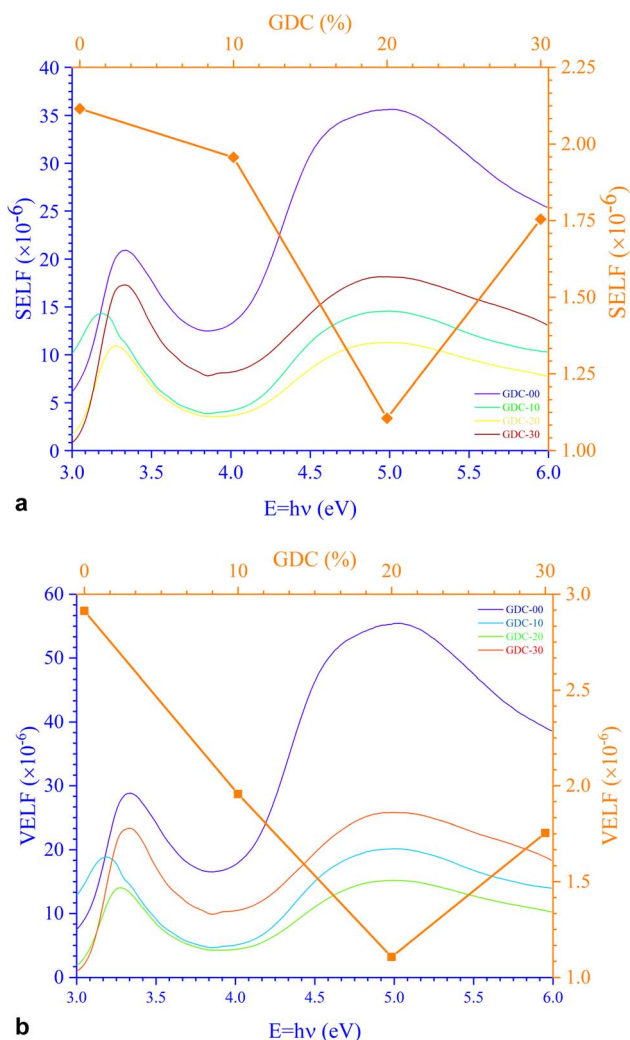 GDC (%)
0 10 20 30
40 2.25
35
2.00
30
25
1.75
20
1.50
15
10
1.25
5
0 1.00
SELF (×10⁻⁶)
SELF (×10⁻⁶)
GDC-00
GDC-10
GDC-20
GDC-30
3.0 3.5 4.0 4.5 5.0 5.5 6.0
a
E=hν (eV)
GDC (%)
0 10 20 30
60 3.0
50
2.5
40
30 2.0
20
1.5
10
0 1.0
VELF (×10⁻⁶)
VELF (×10⁻⁶)
GDC-00
GDC-10
GDC-20
GDC-30
3.0 3.5 4.0 4.5 5.0 5.5 6.0
b
E=hν (eV)